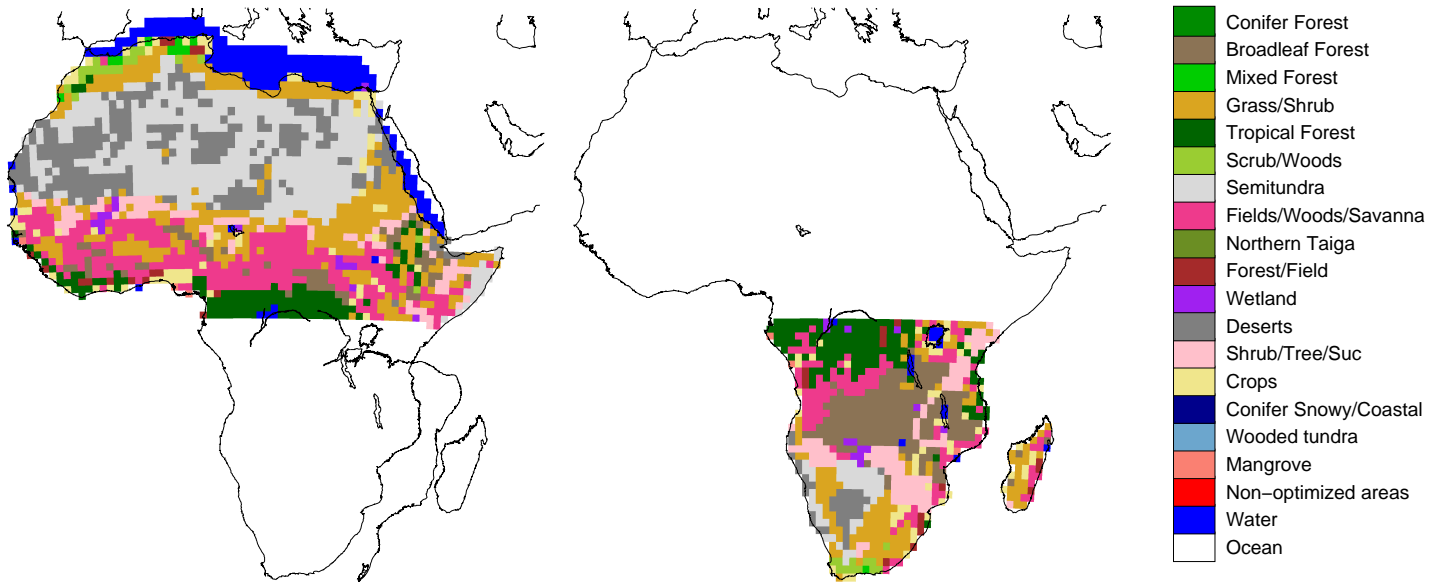 Conifer Forest
Broadleaf Forest
Mixed Forest
Grass/Shrub
Tropical Forest
Scrub/Woods
Semitundra
Fields/Woods/Savanna
Northern Taiga
Forest/Field
Wetland
Deserts
Shrub/Tree/Suc
Crops
Conifer Snowy/Coastal
Wooded tundra
Mangrove
Non−optimized areas
Water
Ocean